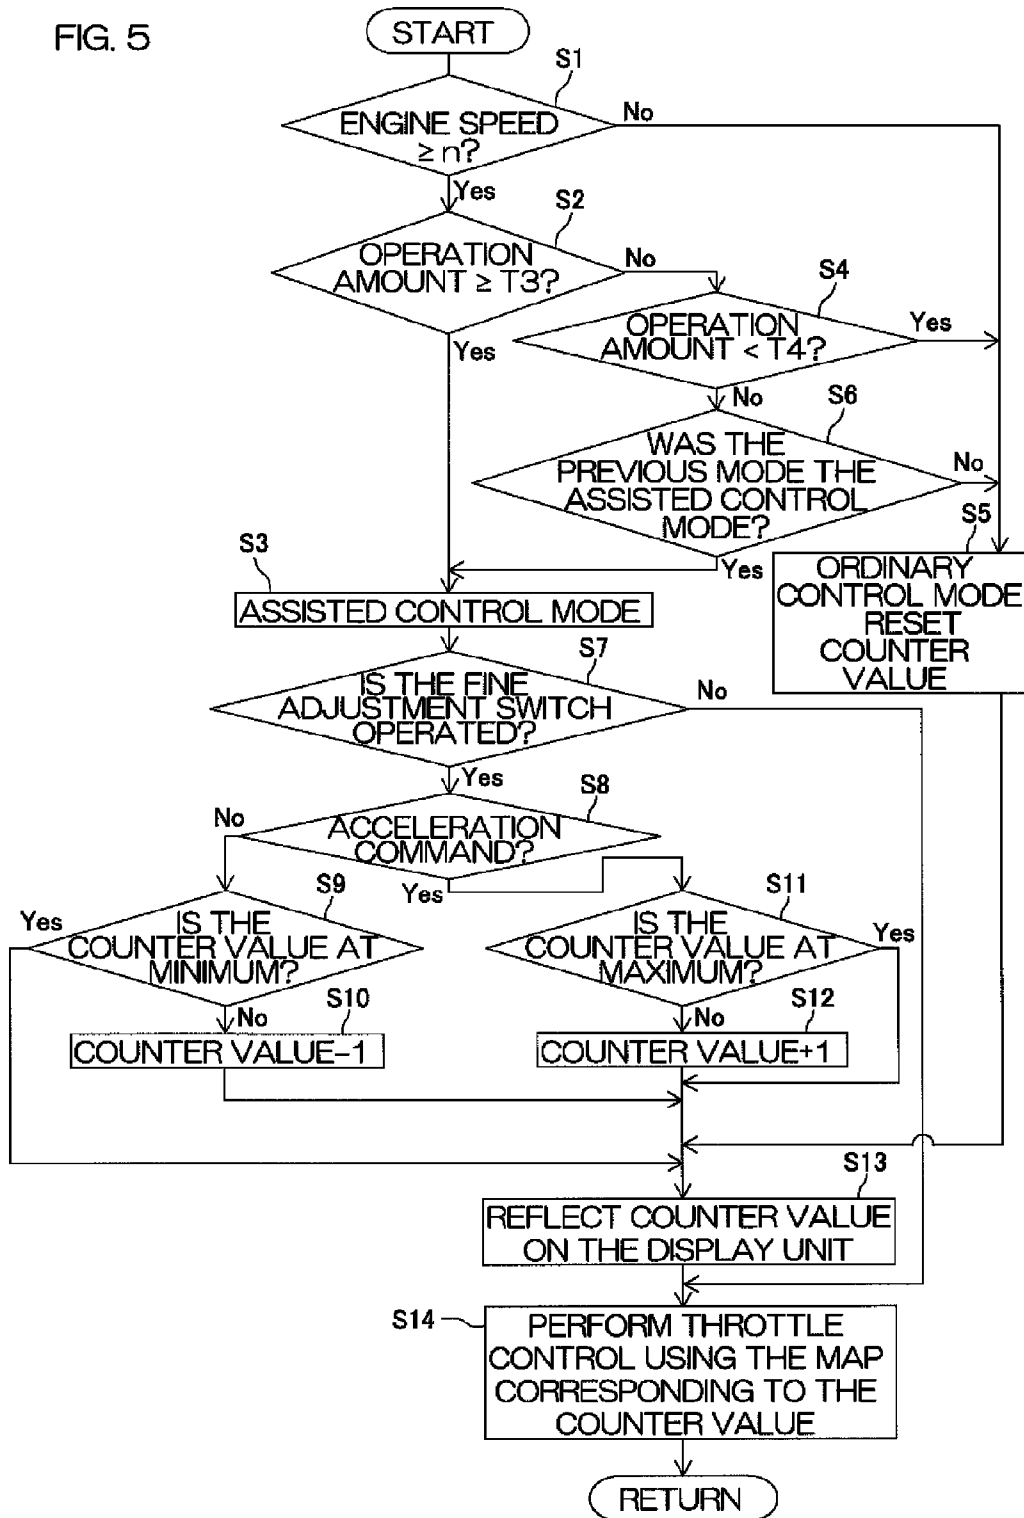 FIG. 5
START
S1
ENGINE SPEED
≥ n?
No
Yes
S2
OPERATION
AMOUNT ≥ T3?
No
Yes
S4
OPERATION
AMOUNT < T4?
Yes
No
S6
WAS THE
PREVIOUS MODE THE
ASSISTED CONTROL
MODE?
No
Yes
S5
ORDINARY
CONTROL MODE
RESET
COUNTER
VALUE
S3
ASSISTED CONTROL MODE
S7
IS THE FINE
ADJUSTMENT SWITCH
OPERATED?
No
Yes
S8
ACCELERATION
COMMAND?
No
Yes
S9
IS THE
COUNTER VALUE AT
MINIMUM?
Yes
No
S10
COUNTER VALUE−1
S11
IS THE
COUNTER VALUE AT
MAXIMUM?
Yes
No
S12
COUNTER VALUE+1
S13
REFLECT COUNTER VALUE
ON THE DISPLAY UNIT
S14
PERFORM THROTTLE
CONTROL USING THE MAP
CORRESPONDING TO THE
COUNTER VALUE
RETURN